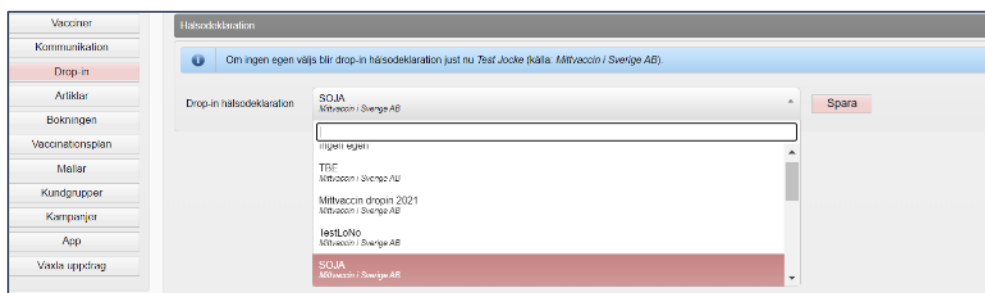 Vacciner
Kommunikation
Drop-in
Artiklar
Bokningen
Vaccinationsplan
Mallar
Kundgrupper
Kampanjer
App
Växla uppdrag
Hälsodeklaration
Om ingen egen väljs blir drop-in hälsodeklaration just nu Test Jocke (källa: Mittvaccin i Sverige AB).
Drop-in hälsodeklaration
SOJA
Mittvaccin i Sverige AB
Spara
Ingen egen
TBE
Mittvaccin i Sverige AB
Mittvaccin dropin 2021
Mittvaccin i Sverige AB
TestLoNo
Mittvaccin i Sverige AB
SOJA
Mittvaccin i Sverige AB